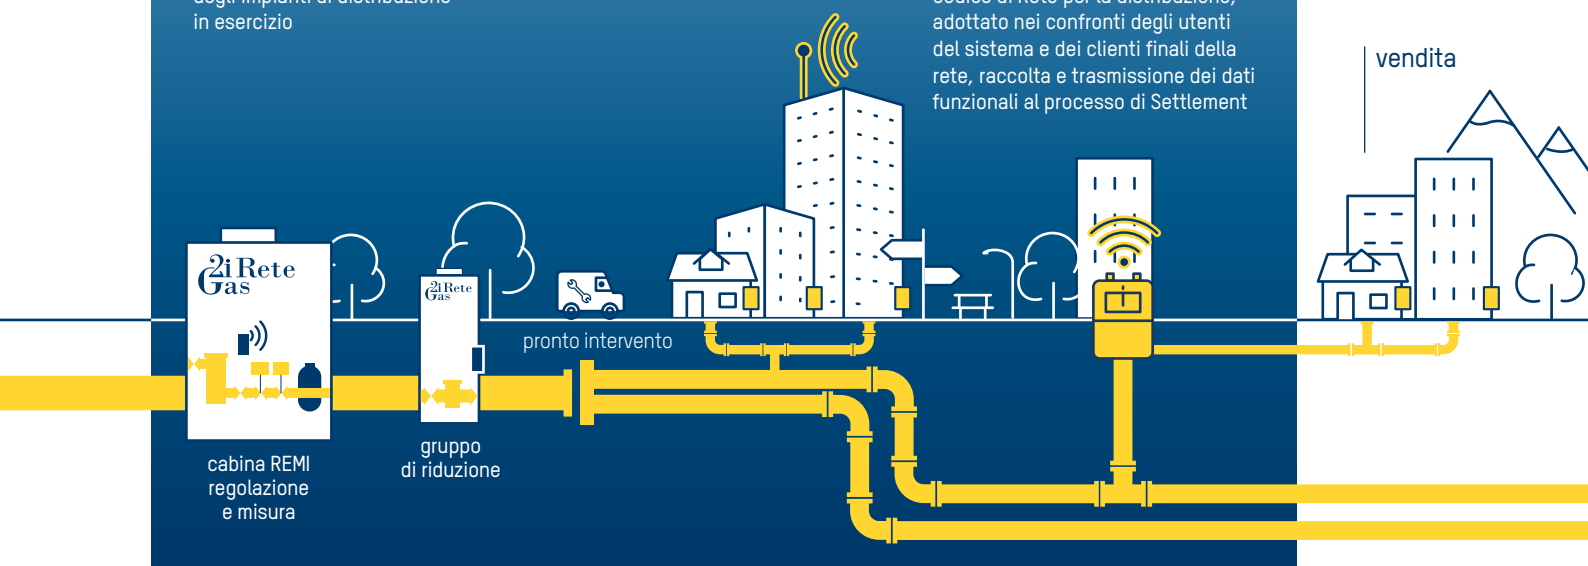 in esercizio
adottato nei confronti degli utenti
del sistema e dei clienti finali della
rete, raccolta e trasmissione dei dati
funzionali al processo di Settlement
vendita
2i Rete
Gas
2i Rete
Gas
pronto intervento
cabina REMI
regolazione
e misura
gruppo
di riduzione